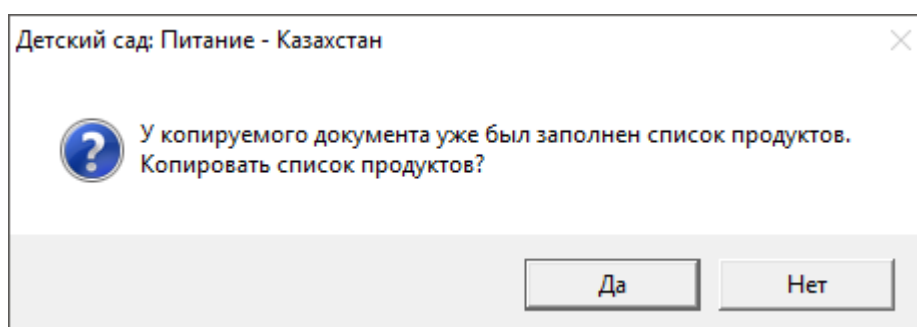 Детский сад: Питание - Казахстан
У копируемого документа уже был заполнен список продуктов.
Копировать список продуктов?
Да
Нет